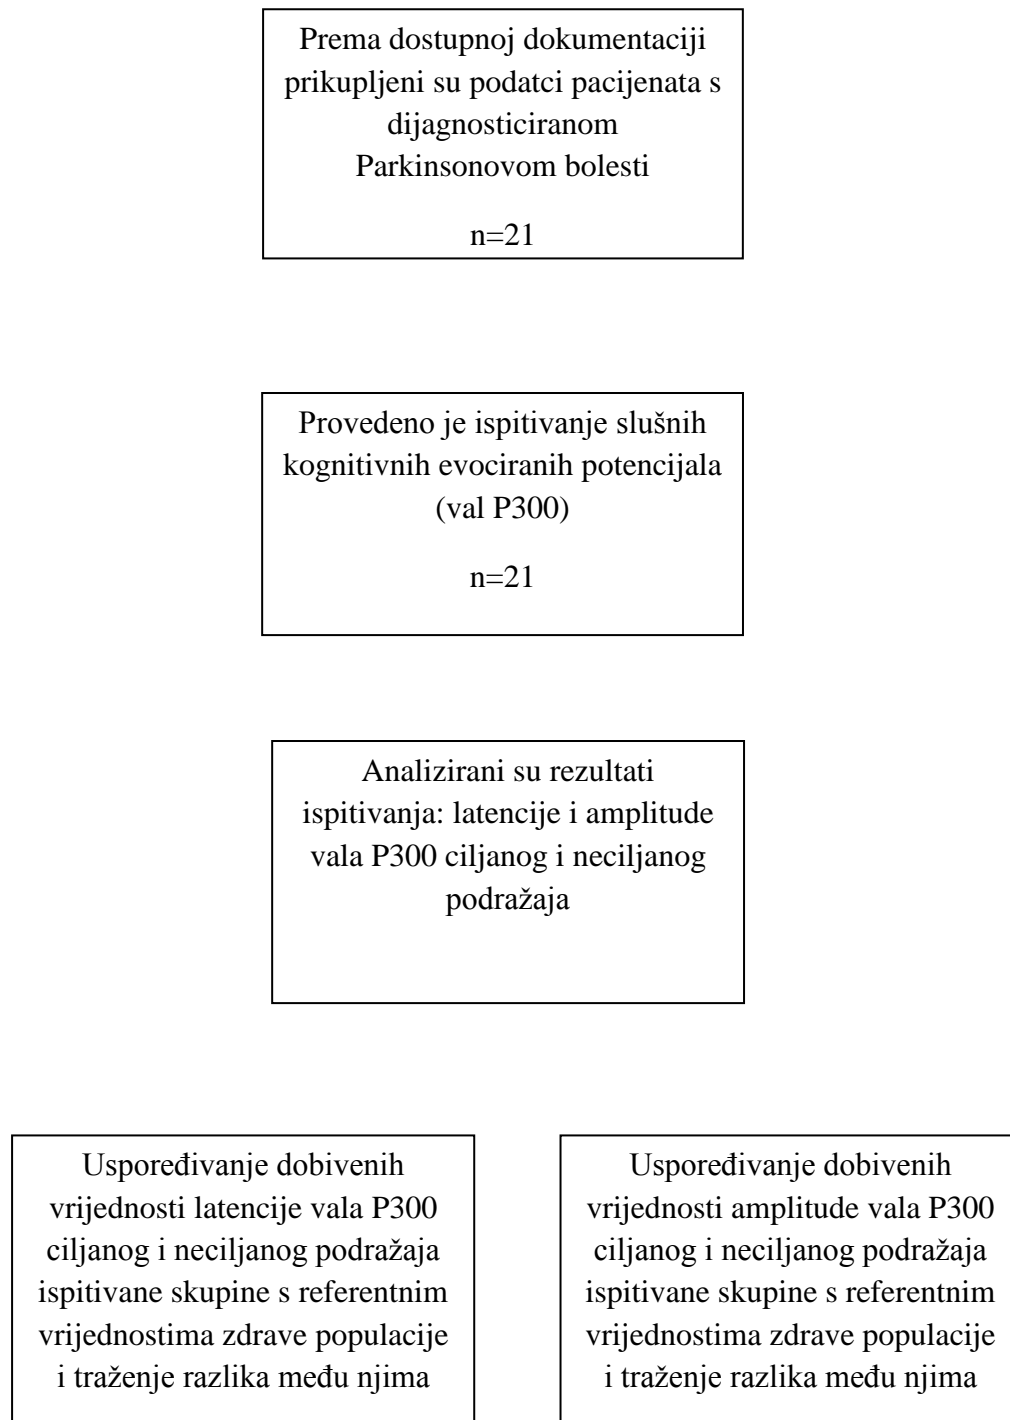 Prema dostupnoj dokumentaciji
prikupljeni su podatci pacijenata s
dijagnosticiranom
Parkinsonovom bolesti
n=21
Provedeno je ispitivanje slušnih
kognitivnih evociranih potencijala
(val P300)
n=21
Analizirani su rezultati
ispitivanja: latencije i amplitude
vala P300 ciljanog i neciljanog
podražaja
Uspoređivanje dobivenih
vrijednosti latencije vala P300
ciljanog i neciljanog podražaja
ispitivane skupine s referentnim
vrijednostima zdrave populacije
i traženje razlika među njima
Uspoređivanje dobivenih
vrijednosti amplitude vala P300
ciljanog i neciljanog podražaja
ispitivane skupine s referentnim
vrijednostima zdrave populacije
i traženje razlika među njima